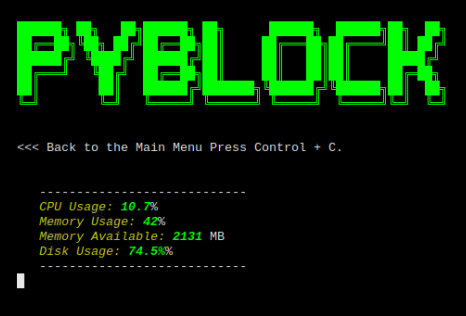 PYBLOCK
<<< Back to the Main Menu Press Control + C.
---------------------------
CPU Usage: 10.7%
Memory Usage: 42%
Memory Available: 2131 MB
Disk Usage: 74.5%%
---------------------------